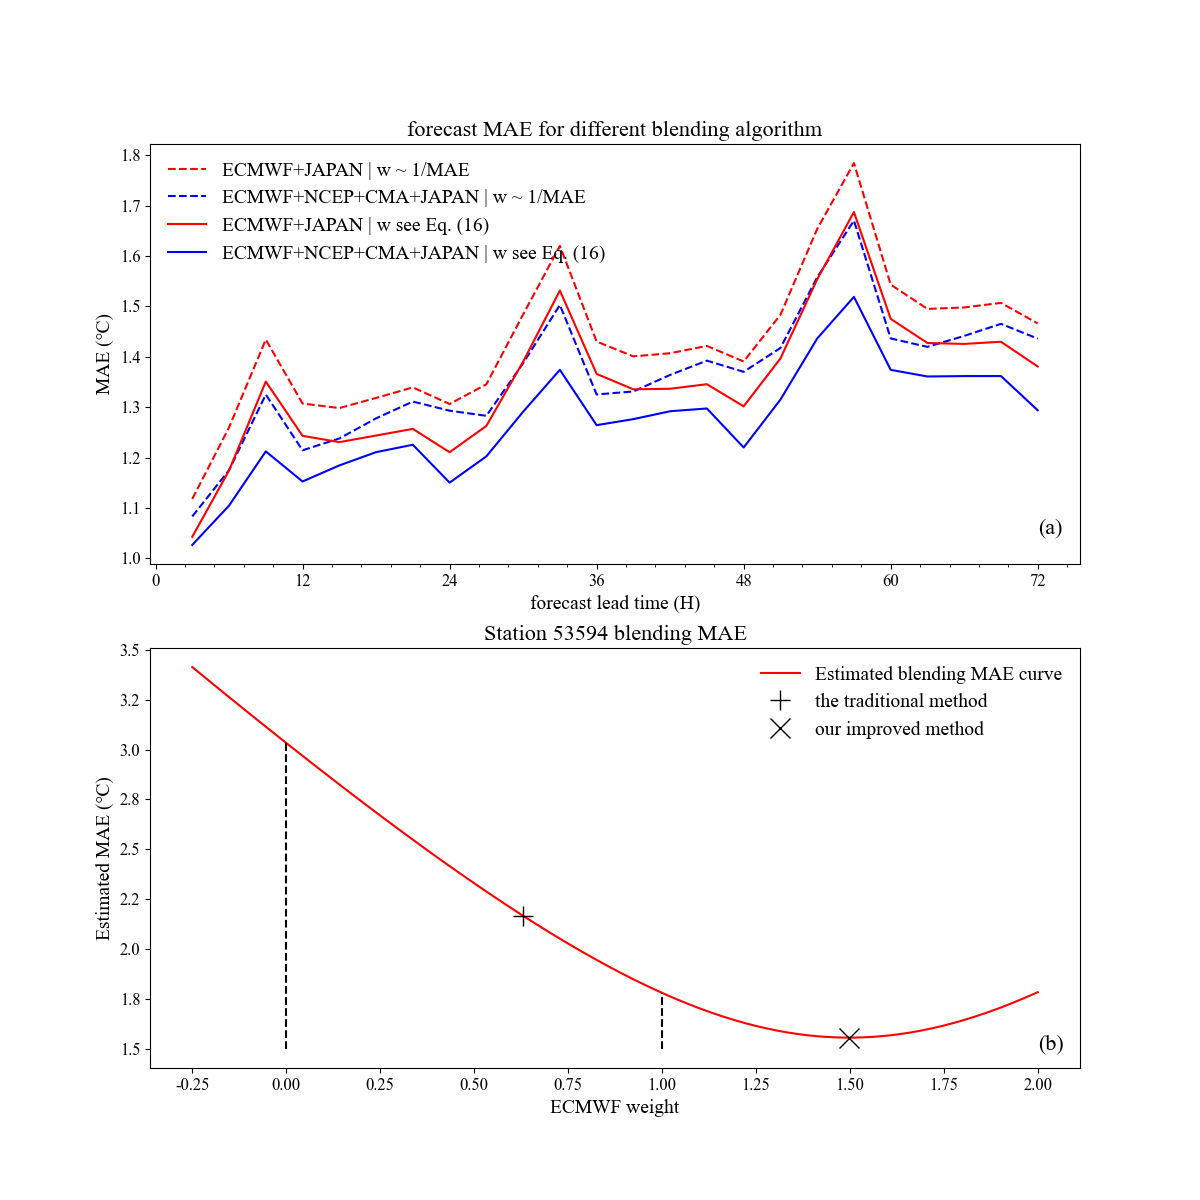 forecast MAE for different blending algorithm
ECMWF+JAPAN | w ~ 1/MAE
ECMWF+NCEP+CMA+JAPAN | w ~ 1/MAE
ECMWF+JAPAN | w see Eq. (16)
ECMWF+NCEP+CMA+JAPAN | w see Eq. (16)
MAE (°C)
1.8
1.7
1.6
1.5
1.4
1.3
1.2
1.1
1.0
(a)
0 12 24 36 48 60 72
forecast lead time (H)
Station 53594 blending MAE
Estimated blending MAE curve
the traditional method
our improved method
Estimated MAE (°C)
3.5
3.2
3.0
2.8
2.5
2.2
2.0
1.8
1.5
(b)
-0.25 0.00 0.25 0.50 0.75 1.00 1.25 1.50 1.75 2.00
ECMWF weight